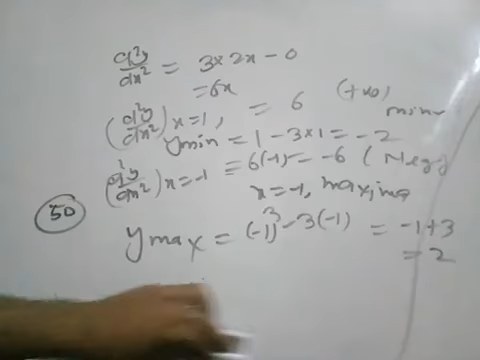 d²y/dx² = 3×2x-0
=6x
(d²y/dx²) x=1, = 6 (+ve) min
ymin = 1-3×1=-2
(d²y/dx²) x=-1 = 6(-1)=-6 (Neg)
x=-1, maxima
50
ymax = (-1)³-3(-1) = -1+3
=2